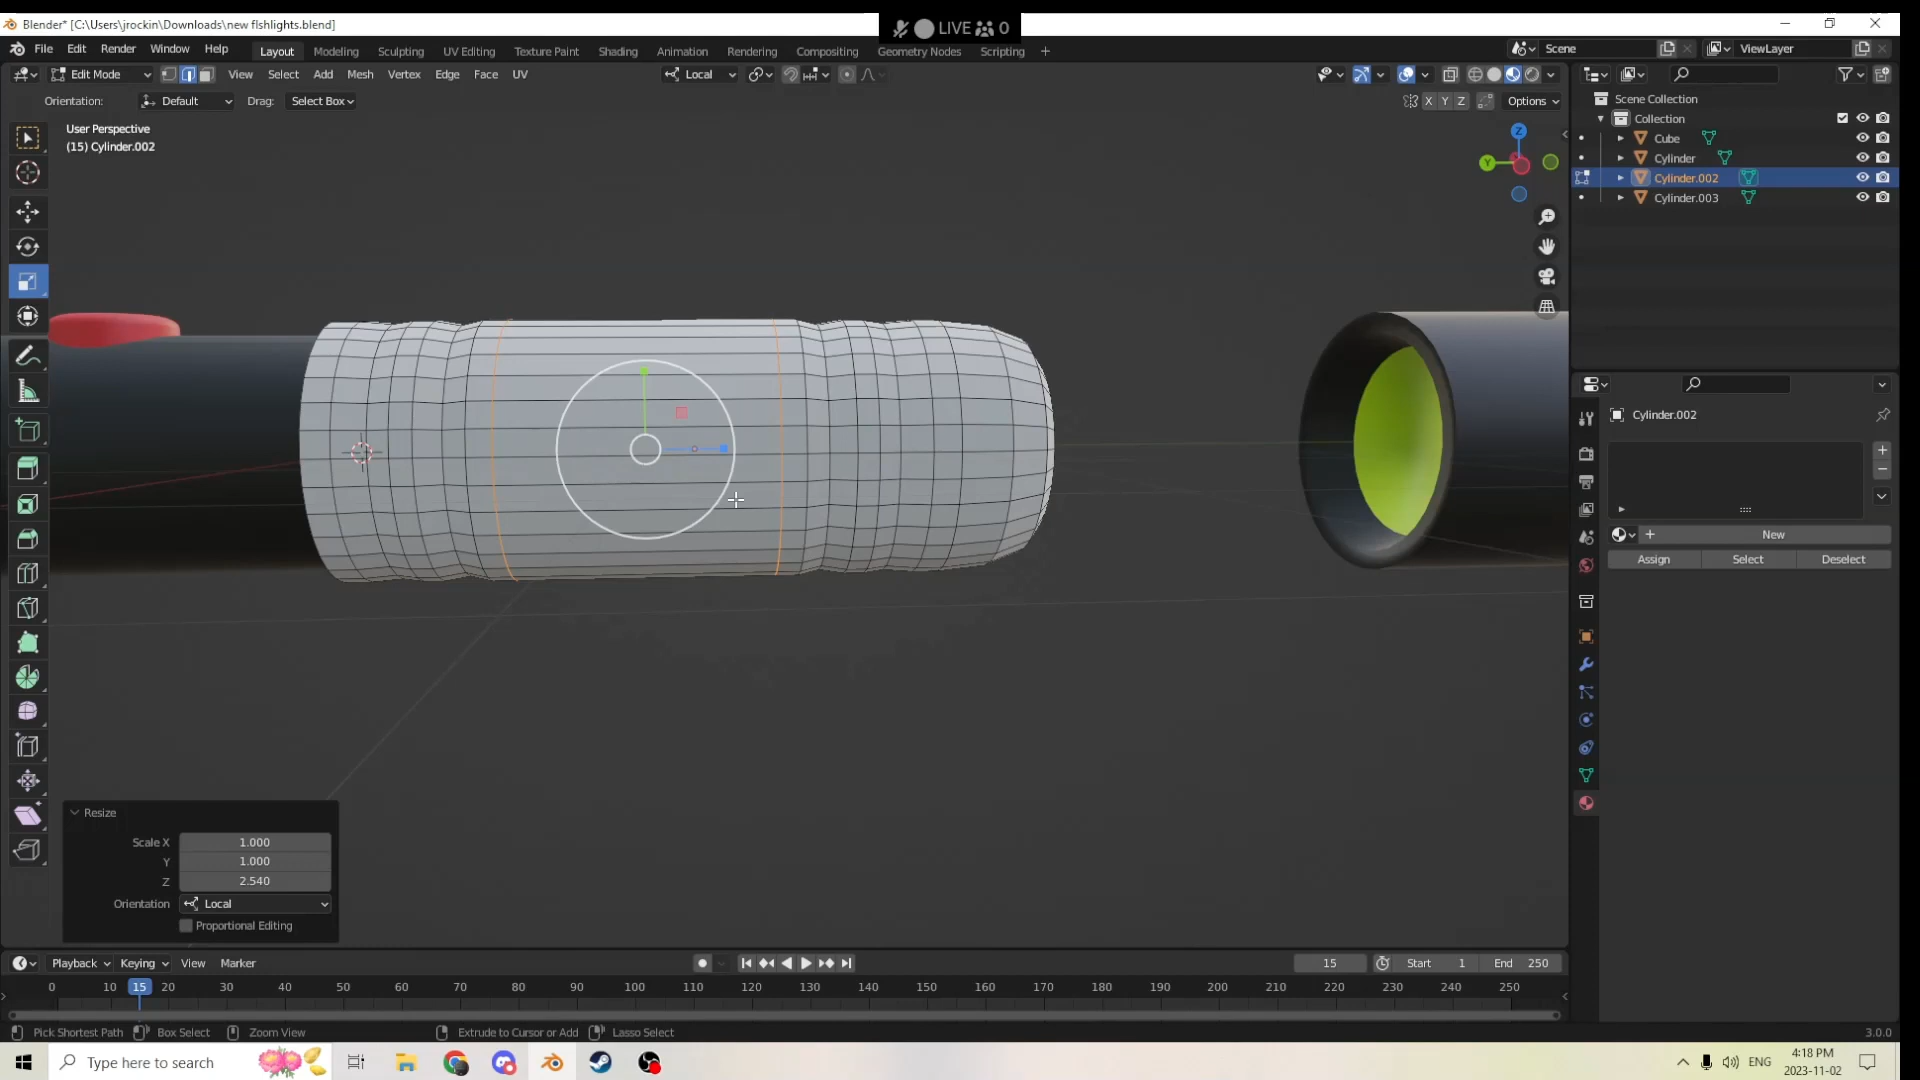 Blender* [C:\Users\jrockin\Downloads\new flshlights.blend]
LIVE 0
File Edit Render Window Help Layout Modeling Sculpting UV Editing Texture Paint Shading Animation Rendering Compositing Geometry Nodes Scripting + Scene ViewLayer
Edit Mode View Select Add Mesh Vertex Edge Face UV Local
Orientation: Default Drag: Select Box X Y Z Options
Scene Collection
Collection
Cube
Cylinder
Cylinder.002
Cylinder.003
User Perspective
(15) Cylinder.002
Z
Y
Cylinder.002
New
Assign Select Deselect
Resize
Scale X 1.000
Y 1.000
Z 2.540
Orientation Local
Proportional Editing
Playback Keying View Marker 15 Start 1 End 250
0 10 15 20 30 40 50 60 70 80 90 100 110 120 130 140 150 160 170 180 190 200 210 220 230 240 250
Pick Shortest Path Box Select Zoom View Extrude to Cursor or Add Lasso Select 3.0.0
Type here to search ENG 4:18 PM
2023-11-02